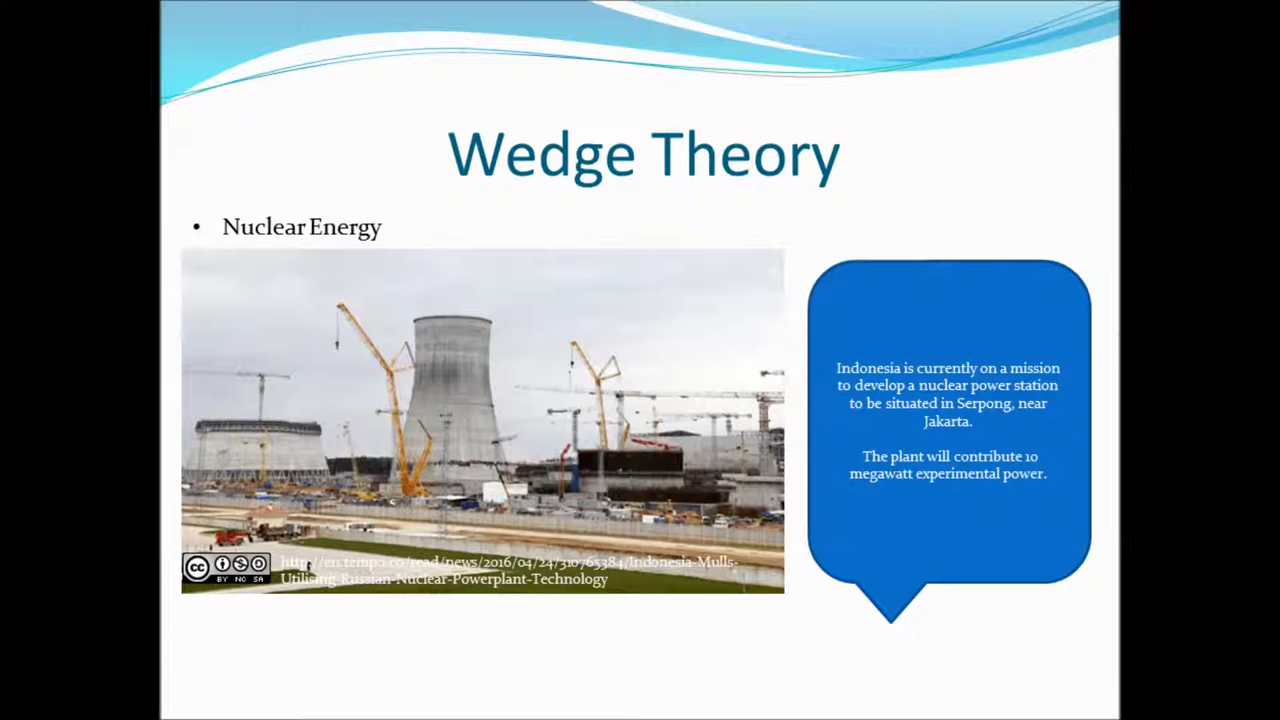 Wedge Theory
• Nuclear Energy
Indonesia is currently on a mission
to develop a nuclear power station
to be situated in Serpong, near
Jakarta.
The plant will contribute 10
megawatt experimental power.
http://en.tempo.co/read/news/2016/04/24/310765384/Indonesia-Mulls-
Utilising-Russian-Nuclear-Powerplant-Technology
cc
BY NC SA